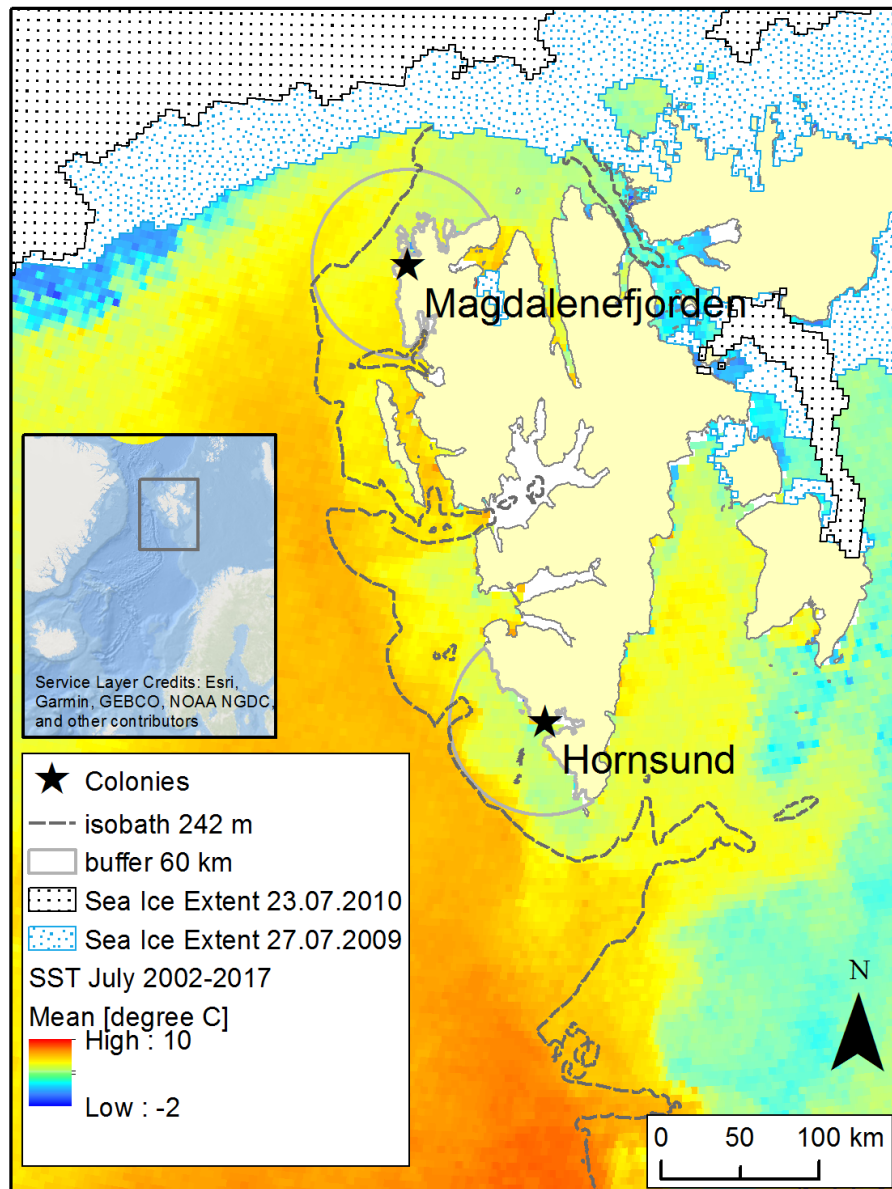 Magdalenefjorden
Service Layer Credits: Esri,
Garmin, GEBCO, NOAA NGDC,
and other contributors
Hornsund
Colonies
isobath 242 m
buffer 60 km
Sea Ice Extent 23.07.2010
Sea Ice Extent 27.07.2009
SST July 2002-2017
Mean [degree C]
High : 10
Low : -2
N
0 50 100 km